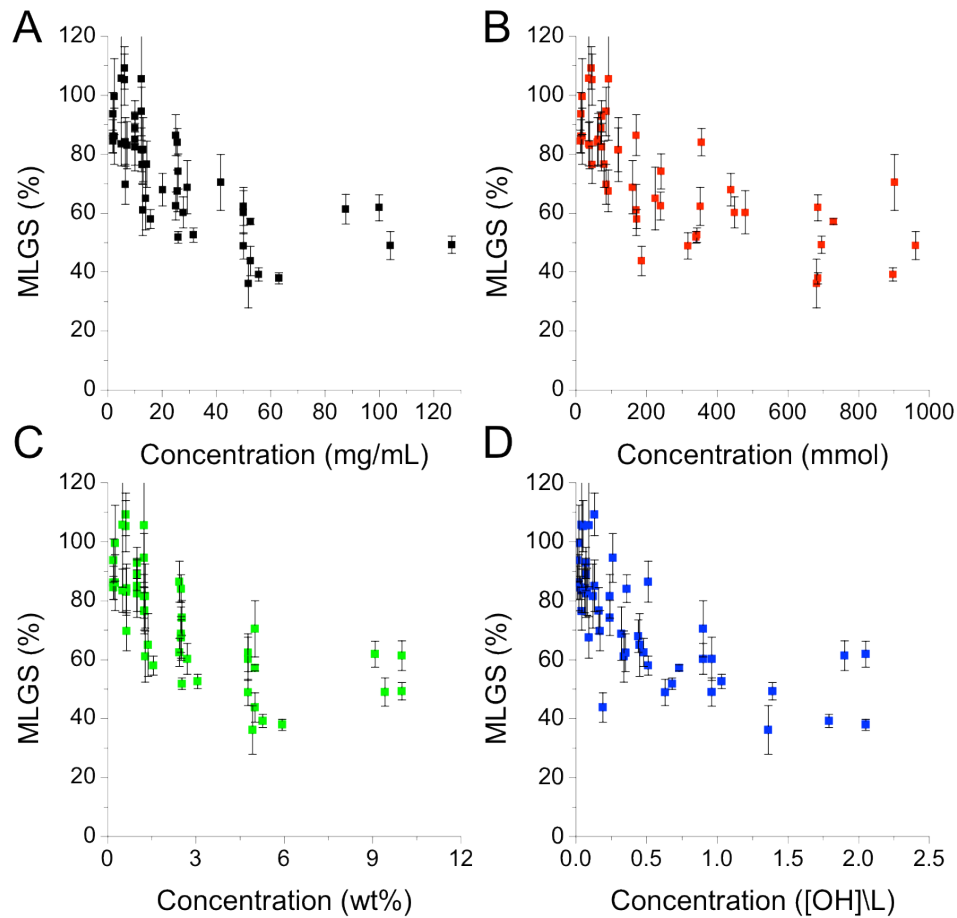 A
MLGS (%)
120
100
80
60
40
20
0
0 20 40 60 80 100 120
Concentration (mg/mL)
B
MLGS (%)
120
100
80
60
40
20
0
0 200 400 600 800 1000
Concentration (mmol)
C
MLGS (%)
120
100
80
60
40
20
0
0 3 6 9 12
Concentration (wt%)
D
MLGS (%)
120
100
80
60
40
20
0
0.0 0.5 1.0 1.5 2.0 2.5
Concentration ([OH]\L)